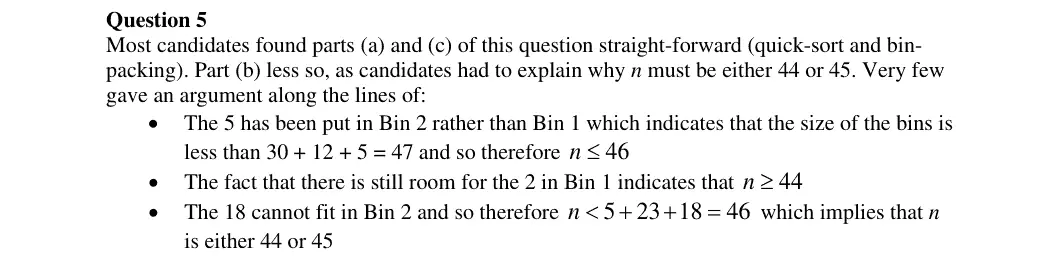 Question 5
Most candidates found parts (a) and (c) of this question straight-forward (quick-sort and bin-
packing). Part (b) less so, as candidates had to explain why n must be either 44 or 45. Very few
gave an argument along the lines of:
• The 5 has been put in Bin 2 rather than Bin 1 which indicates that the size of the bins is
less than 30 + 12 + 5 = 47 and so therefore n ≤ 46
• The fact that there is still room for the 2 in Bin 1 indicates that n ≥ 44
• The 18 cannot fit in Bin 2 and so therefore n < 5 + 23 + 18 = 46 which implies that n
is either 44 or 45